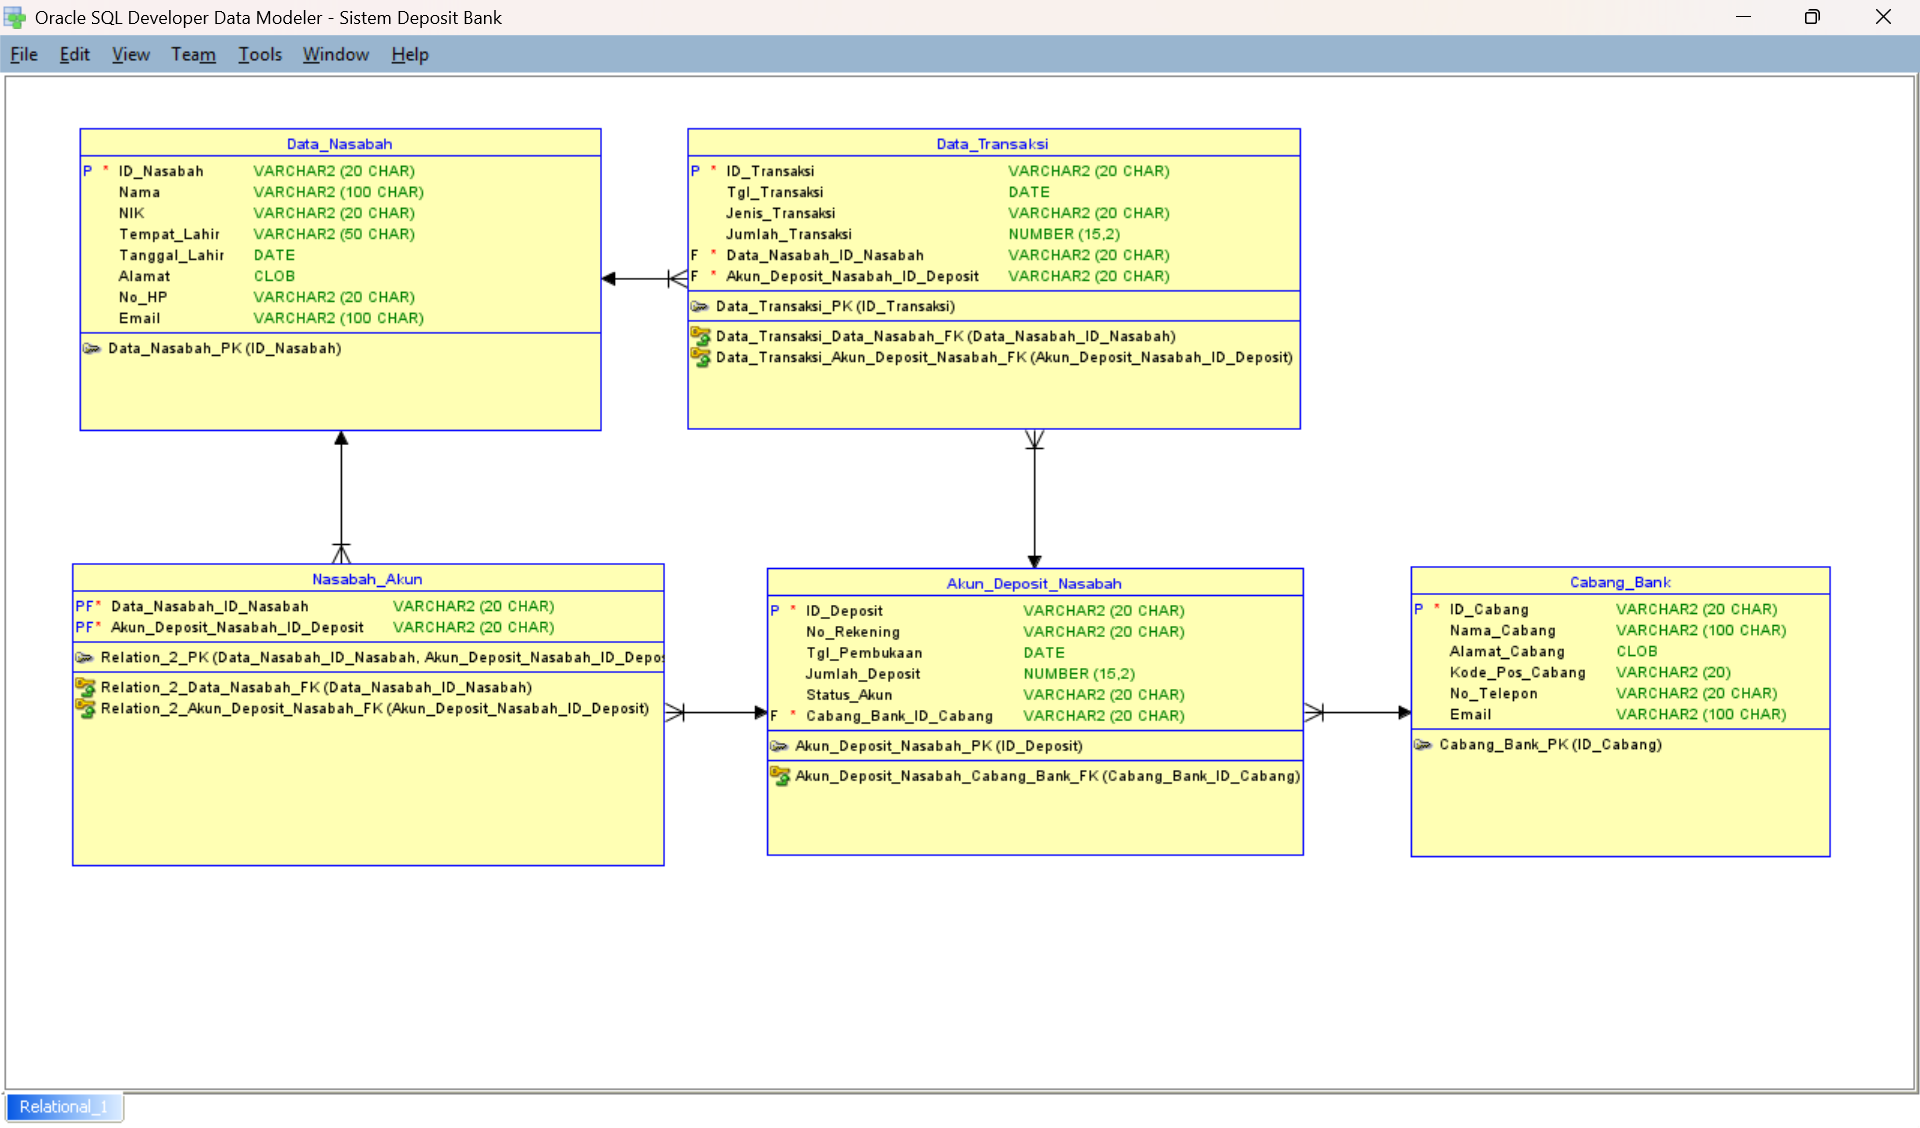 Oracle SQL Developer Data Modeler - Sistem Deposit Bank
File Edit View Team Tools Window Help
Data_Nasabah
P * ID_Nasabah VARCHAR2 (20 CHAR)
Nama VARCHAR2 (100 CHAR)
NIK VARCHAR2 (20 CHAR)
Tempat_Lahir VARCHAR2 (50 CHAR)
Tanggal_Lahir DATE
Alamat CLOB
No_HP VARCHAR2 (20 CHAR)
Email VARCHAR2 (100 CHAR)
Data_Nasabah_PK (ID_Nasabah)
Data_Transaksi
P * ID_Transaksi VARCHAR2 (20 CHAR)
Tgl_Transaksi DATE
Jenis_Transaksi VARCHAR2 (20 CHAR)
Jumlah_Transaksi NUMBER (15,2)
F * Data_Nasabah_ID_Nasabah VARCHAR2 (20 CHAR)
F * Akun_Deposit_Nasabah_ID_Deposit VARCHAR2 (20 CHAR)
Data_Transaksi_PK (ID_Transaksi)
Data_Transaksi_Data_Nasabah_FK (Data_Nasabah_ID_Nasabah)
Data_Transaksi_Akun_Deposit_Nasabah_FK (Akun_Deposit_Nasabah_ID_Deposit)
Nasabah_Akun
PF* Data_Nasabah_ID_Nasabah VARCHAR2 (20 CHAR)
PF* Akun_Deposit_Nasabah_ID_Deposit VARCHAR2 (20 CHAR)
Relation_2_PK (Data_Nasabah_ID_Nasabah, Akun_Deposit_Nasabah_ID_Depo
Relation_2_Data_Nasabah_FK (Data_Nasabah_ID_Nasabah)
Relation_2_Akun_Deposit_Nasabah_FK (Akun_Deposit_Nasabah_ID_Deposit)
Akun_Deposit_Nasabah
P * ID_Deposit VARCHAR2 (20 CHAR)
No_Rekening VARCHAR2 (20 CHAR)
Tgl_Pembukaan DATE
Jumlah_Deposit NUMBER (15,2)
Status_Akun VARCHAR2 (20 CHAR)
F * Cabang_Bank_ID_Cabang VARCHAR2 (20 CHAR)
Akun_Deposit_Nasabah_PK (ID_Deposit)
Akun_Deposit_Nasabah_Cabang_Bank_FK (Cabang_Bank_ID_Cabang)
Cabang_Bank
P * ID_Cabang VARCHAR2 (20 CHAR)
Nama_Cabang VARCHAR2 (100 CHAR)
Alamat_Cabang CLOB
Kode_Pos_Cabang VARCHAR2 (20)
No_Telepon VARCHAR2 (20 CHAR)
Email VARCHAR2 (100 CHAR)
Cabang_Bank_PK (ID_Cabang)
Relational_1